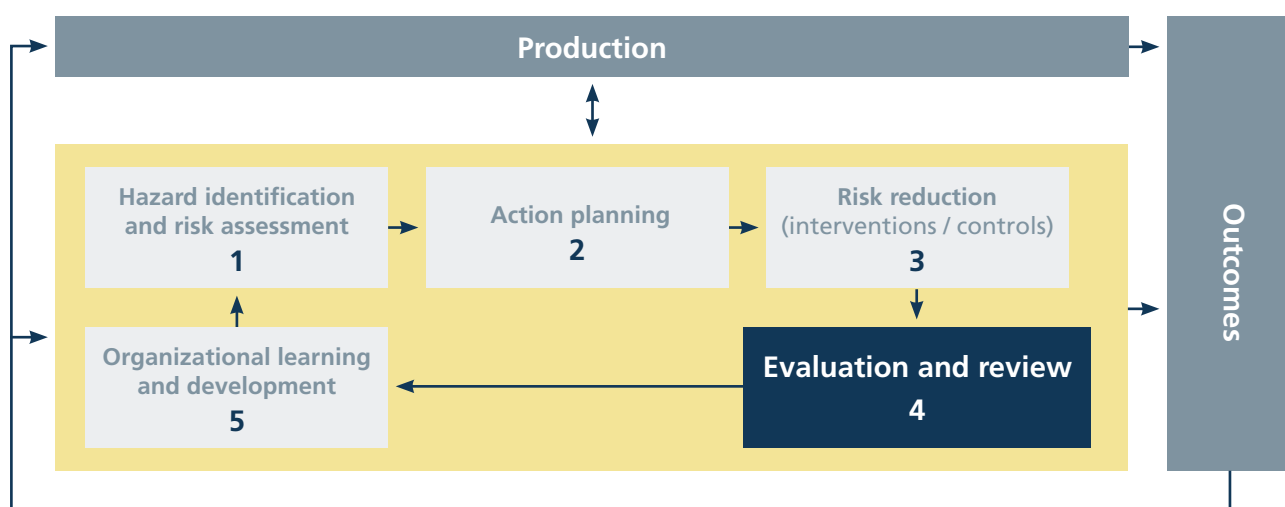 Production
Hazard identification
and risk assessment
1
Action planning
2
Risk reduction
(interventions / controls)
3
Organizational learning
and development
5
Evaluation and review
4
Outcomes